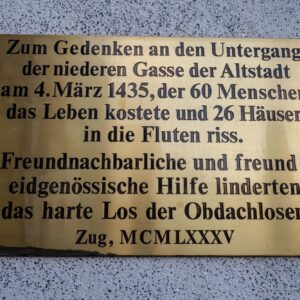 Zum Gedenken an den Untergang
der niederen Gasse der Altstadt
am 4. März 1435, der 60 Menschen
das Leben kostete und 26 Häuser
in die Fluten riss.
Freundnachbarliche und freund
eidgenössische Hilfe linderten
das harte Los der Obdachlosen
Zug, MCMLXXXV